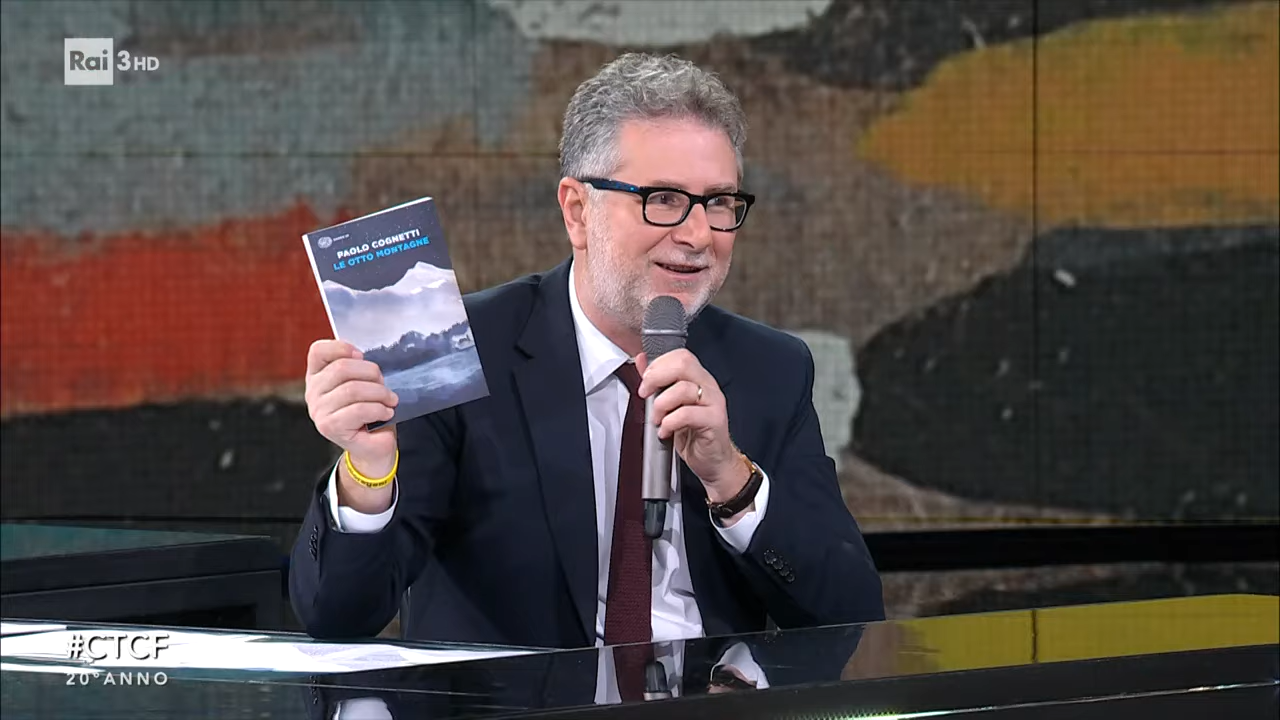 Rai 3HD
PAOLO COGNETTI
LE OTTO MONTAGNE
#CTCF
20° ANNO